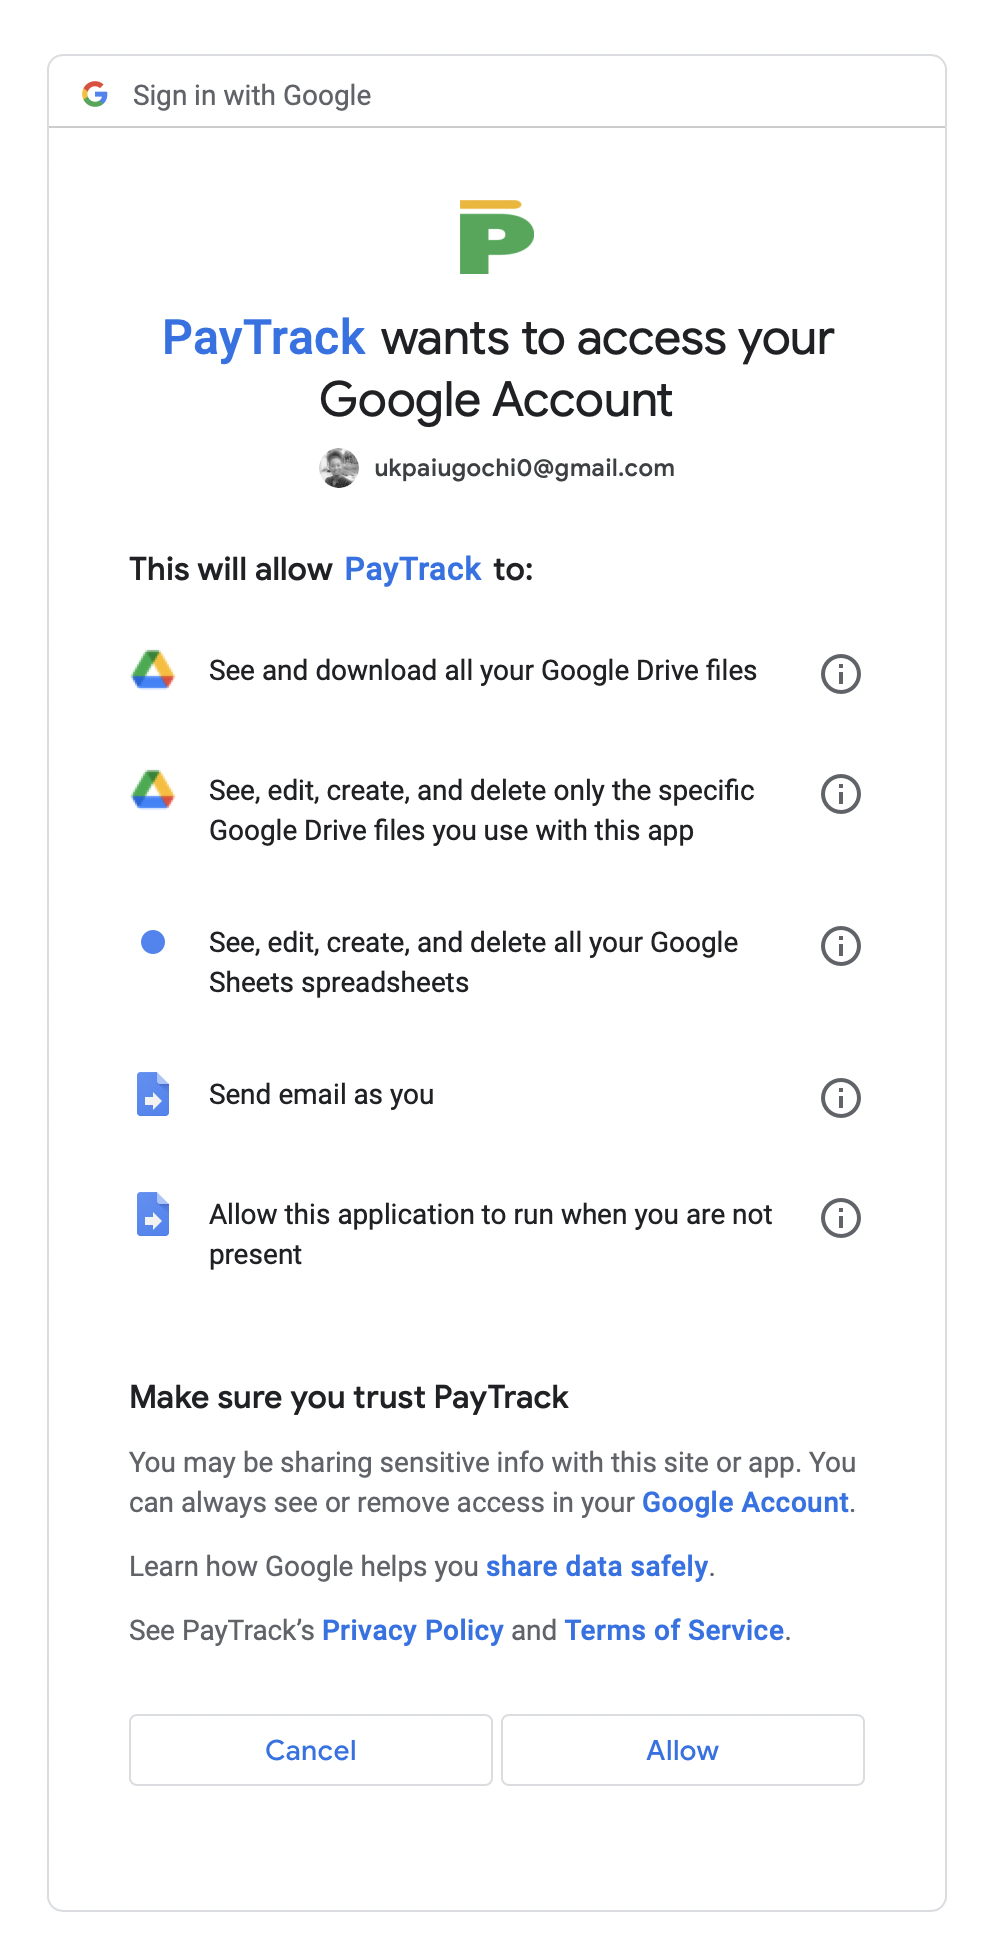 Sign in with Google
P
PayTrack wants to access your
Google Account
ukpaiugochi0@gmail.com
This will allow PayTrack to:
See and download all your Google Drive files
See, edit, create, and delete only the specific
Google Drive files you use with this app
See, edit, create, and delete all your Google
Sheets spreadsheets
Send email as you
Allow this application to run when you are not
present
Make sure you trust PayTrack
You may be sharing sensitive info with this site or app. You
can always see or remove access in your Google Account.
Learn how Google helps you share data safely.
See PayTrack’s Privacy Policy and Terms of Service.
Cancel
Allow